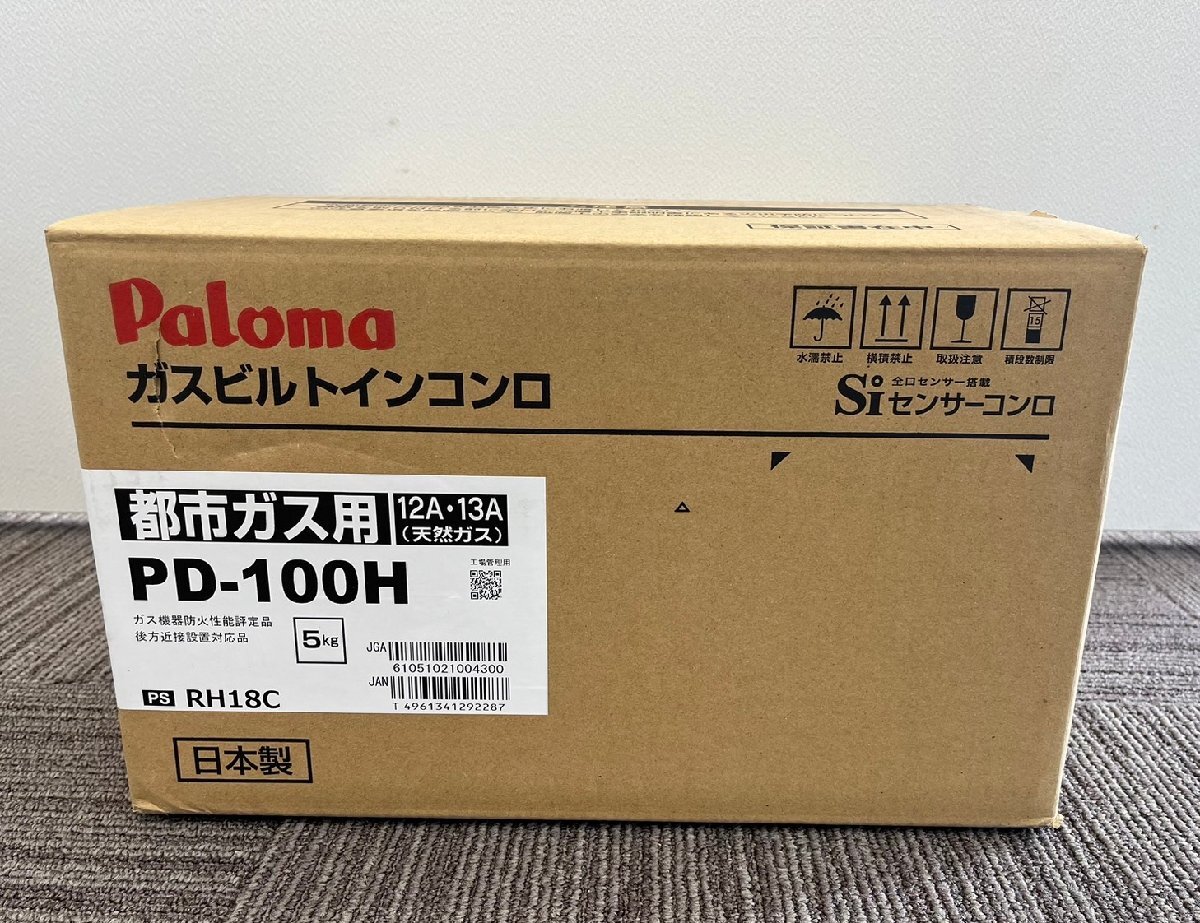 Paloma
ガスビルトインコンロ
水濡禁止 横積禁止 取扱注意 積段数制限
15
全口センサー搭載
Siセンサーコンロ
都市ガス用 12A・13A
(天然ガス)
PD-100H
工場管理用
ガス機器防火性能評定品
後方近接設置対応品
5kg
JGA
61051021004300
JAN
T 4961341292287
PS RH18C
日本製